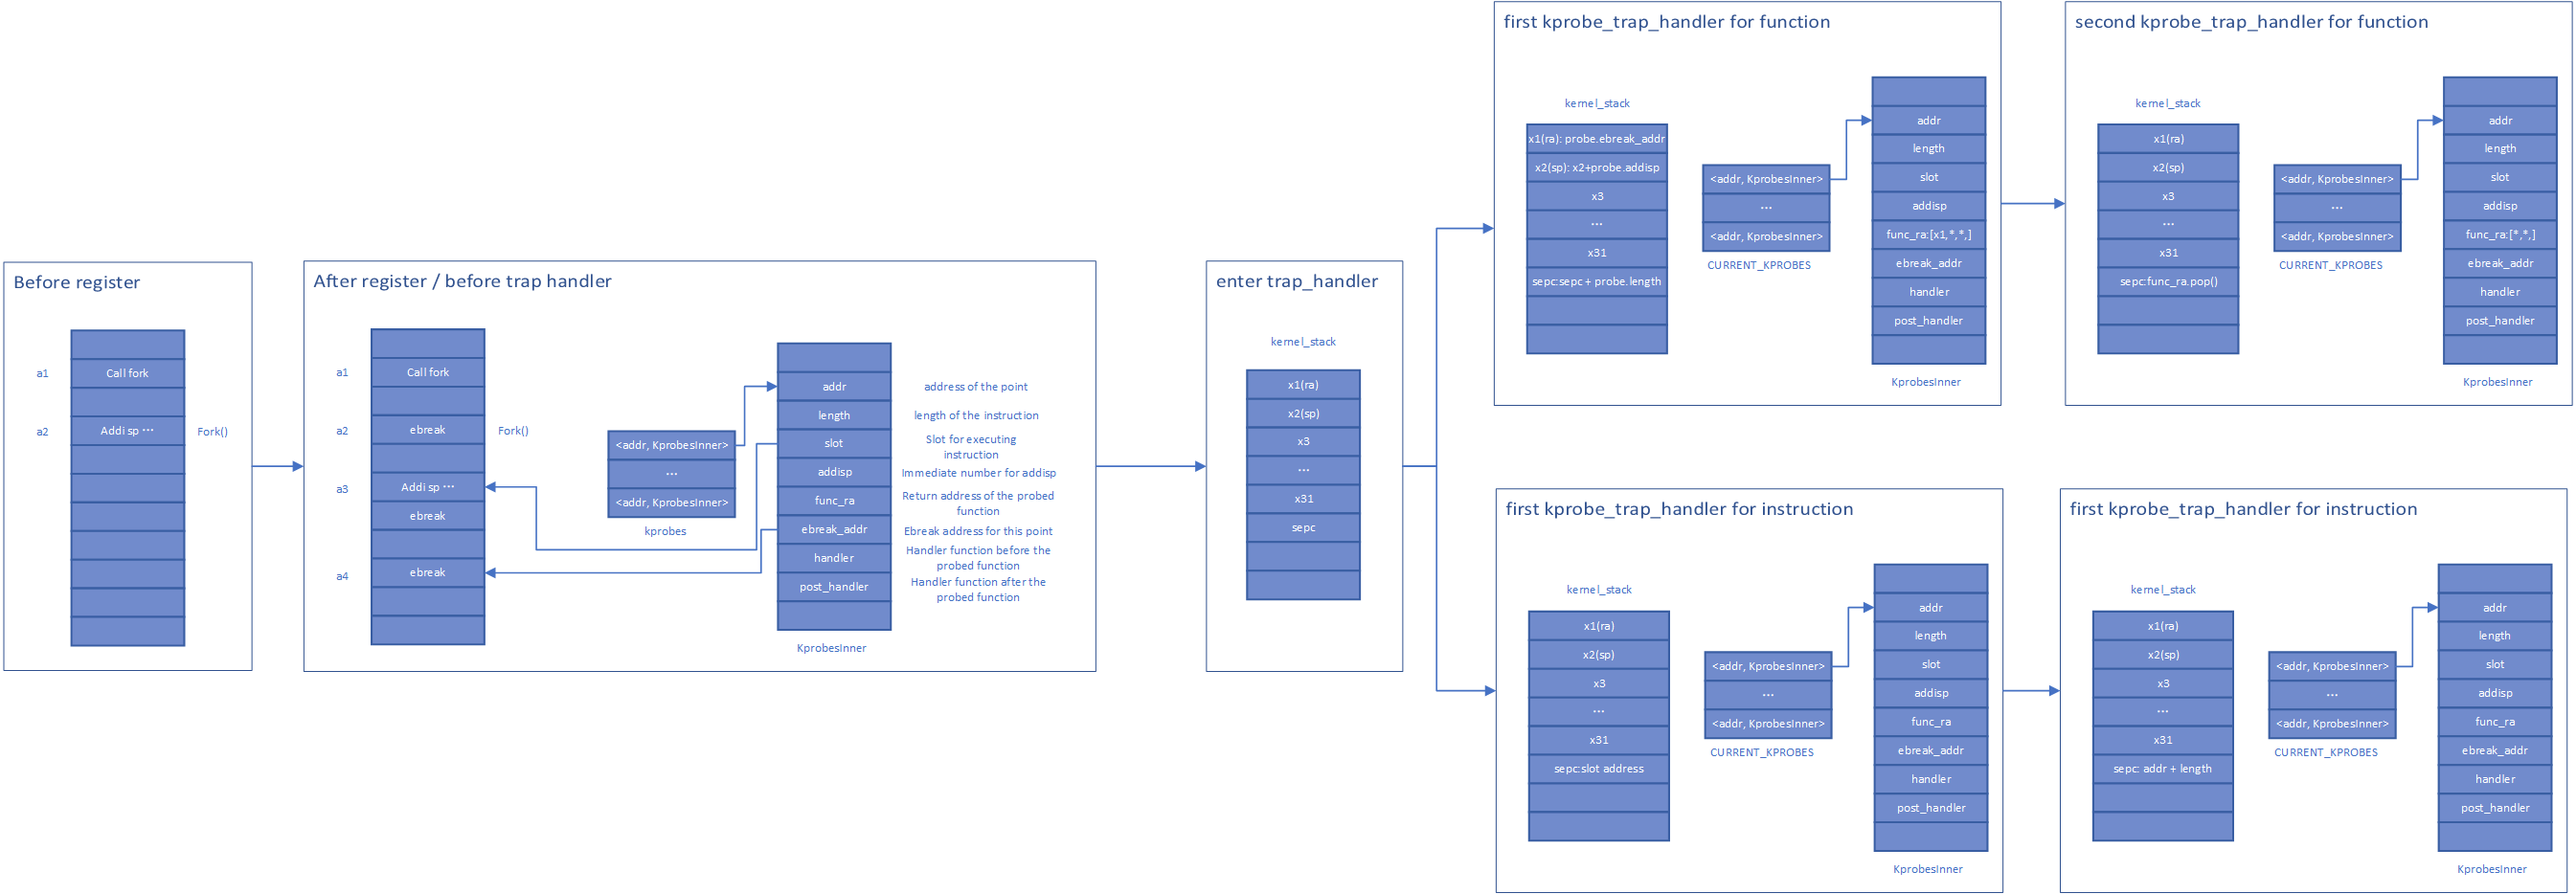 Before register
a1
Call fork
a2
Addi sp ...
Fork()
After register / before trap handler
a1
Call fork
a2
ebreak
Fork()
a3
Addi sp ...
ebreak
a4
ebreak
<addr, KprobesInner>
...
<addr, KprobesInner>
kprobes
addr
length
slot
addisp
func_ra
ebreak_addr
handler
post_handler
KprobesInner
address of the point
length of the instruction
Slot for executing
instruction
Immediate number for addisp
Return address of the probed
function
Ebreak address for this point
Handler function before the
probed function
Handler function after the
probed function
enter trap_handler
kernel_stack
x1(ra)
x2(sp)
x3
...
x31
sepc
first kprobe_trap_handler for function
kernel_stack
x1(ra): probe.ebreak_addr
x2(sp): x2+probe.addisp
x3
...
x31
sepc:sepc + probe.length
<addr, KprobesInner>
...
<addr, KprobesInner>
CURRENT_KPROBES
addr
length
slot
addisp
func_ra:[x1,*,*,]
ebreak_addr
handler
post_handler
KprobesInner
second kprobe_trap_handler for function
kernel_stack
x1(ra)
x2(sp)
x3
...
x31
sepc:func_ra.pop()
<addr, KprobesInner>
...
<addr, KprobesInner>
CURRENT_KPROBES
addr
length
slot
addisp
func_ra:[*,*,]
ebreak_addr
handler
post_handler
KprobesInner
first kprobe_trap_handler for instruction
kernel_stack
x1(ra)
x2(sp)
x3
...
x31
sepc:slot address
<addr, KprobesInner>
...
<addr, KprobesInner>
CURRENT_KPROBES
addr
length
slot
addisp
func_ra
ebreak_addr
handler
post_handler
KprobesInner
first kprobe_trap_handler for instruction
kernel_stack
x1(ra)
x2(sp)
x3
...
x31
sepc: addr + length
<addr, KprobesInner>
...
<addr, KprobesInner>
CURRENT_KPROBES
addr
length
slot
addisp
func_ra
ebreak_addr
handler
post_handler
KprobesInner